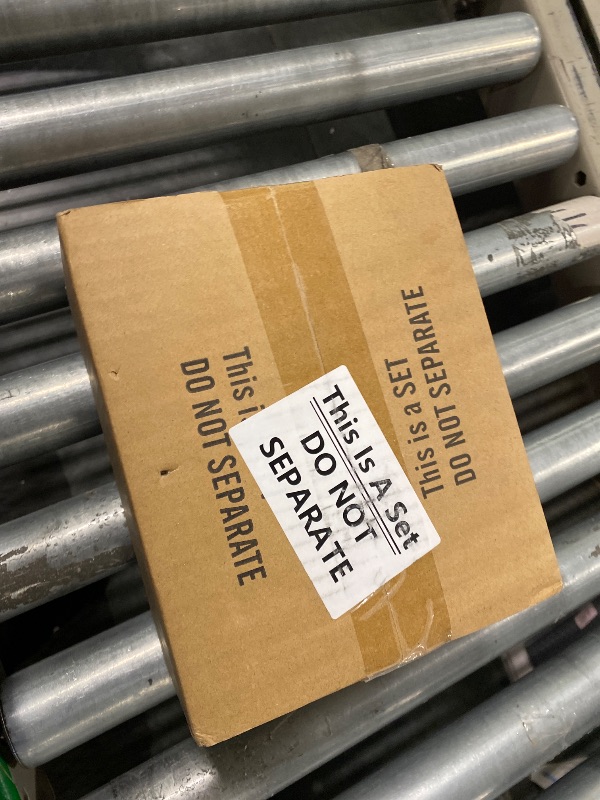 This i
DO NOT SEPARATE
This Is A Set
DO NOT
SEPARATE
This is a SET
DO NOT SEPARATE